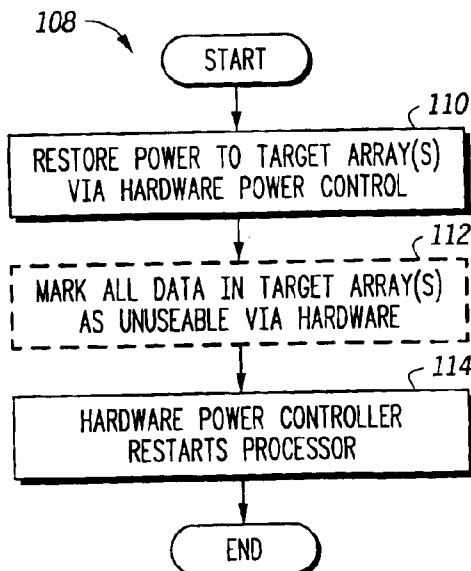 108
START
110
RESTORE POWER TO TARGET ARRAY(S)
VIA HARDWARE POWER CONTROL
112
MARK ALL DATA IN TARGET ARRAY(S)
AS UNUSEABLE VIA HARDWARE
114
HARDWARE POWER CONTROLLER
RESTARTS PROCESSOR
END